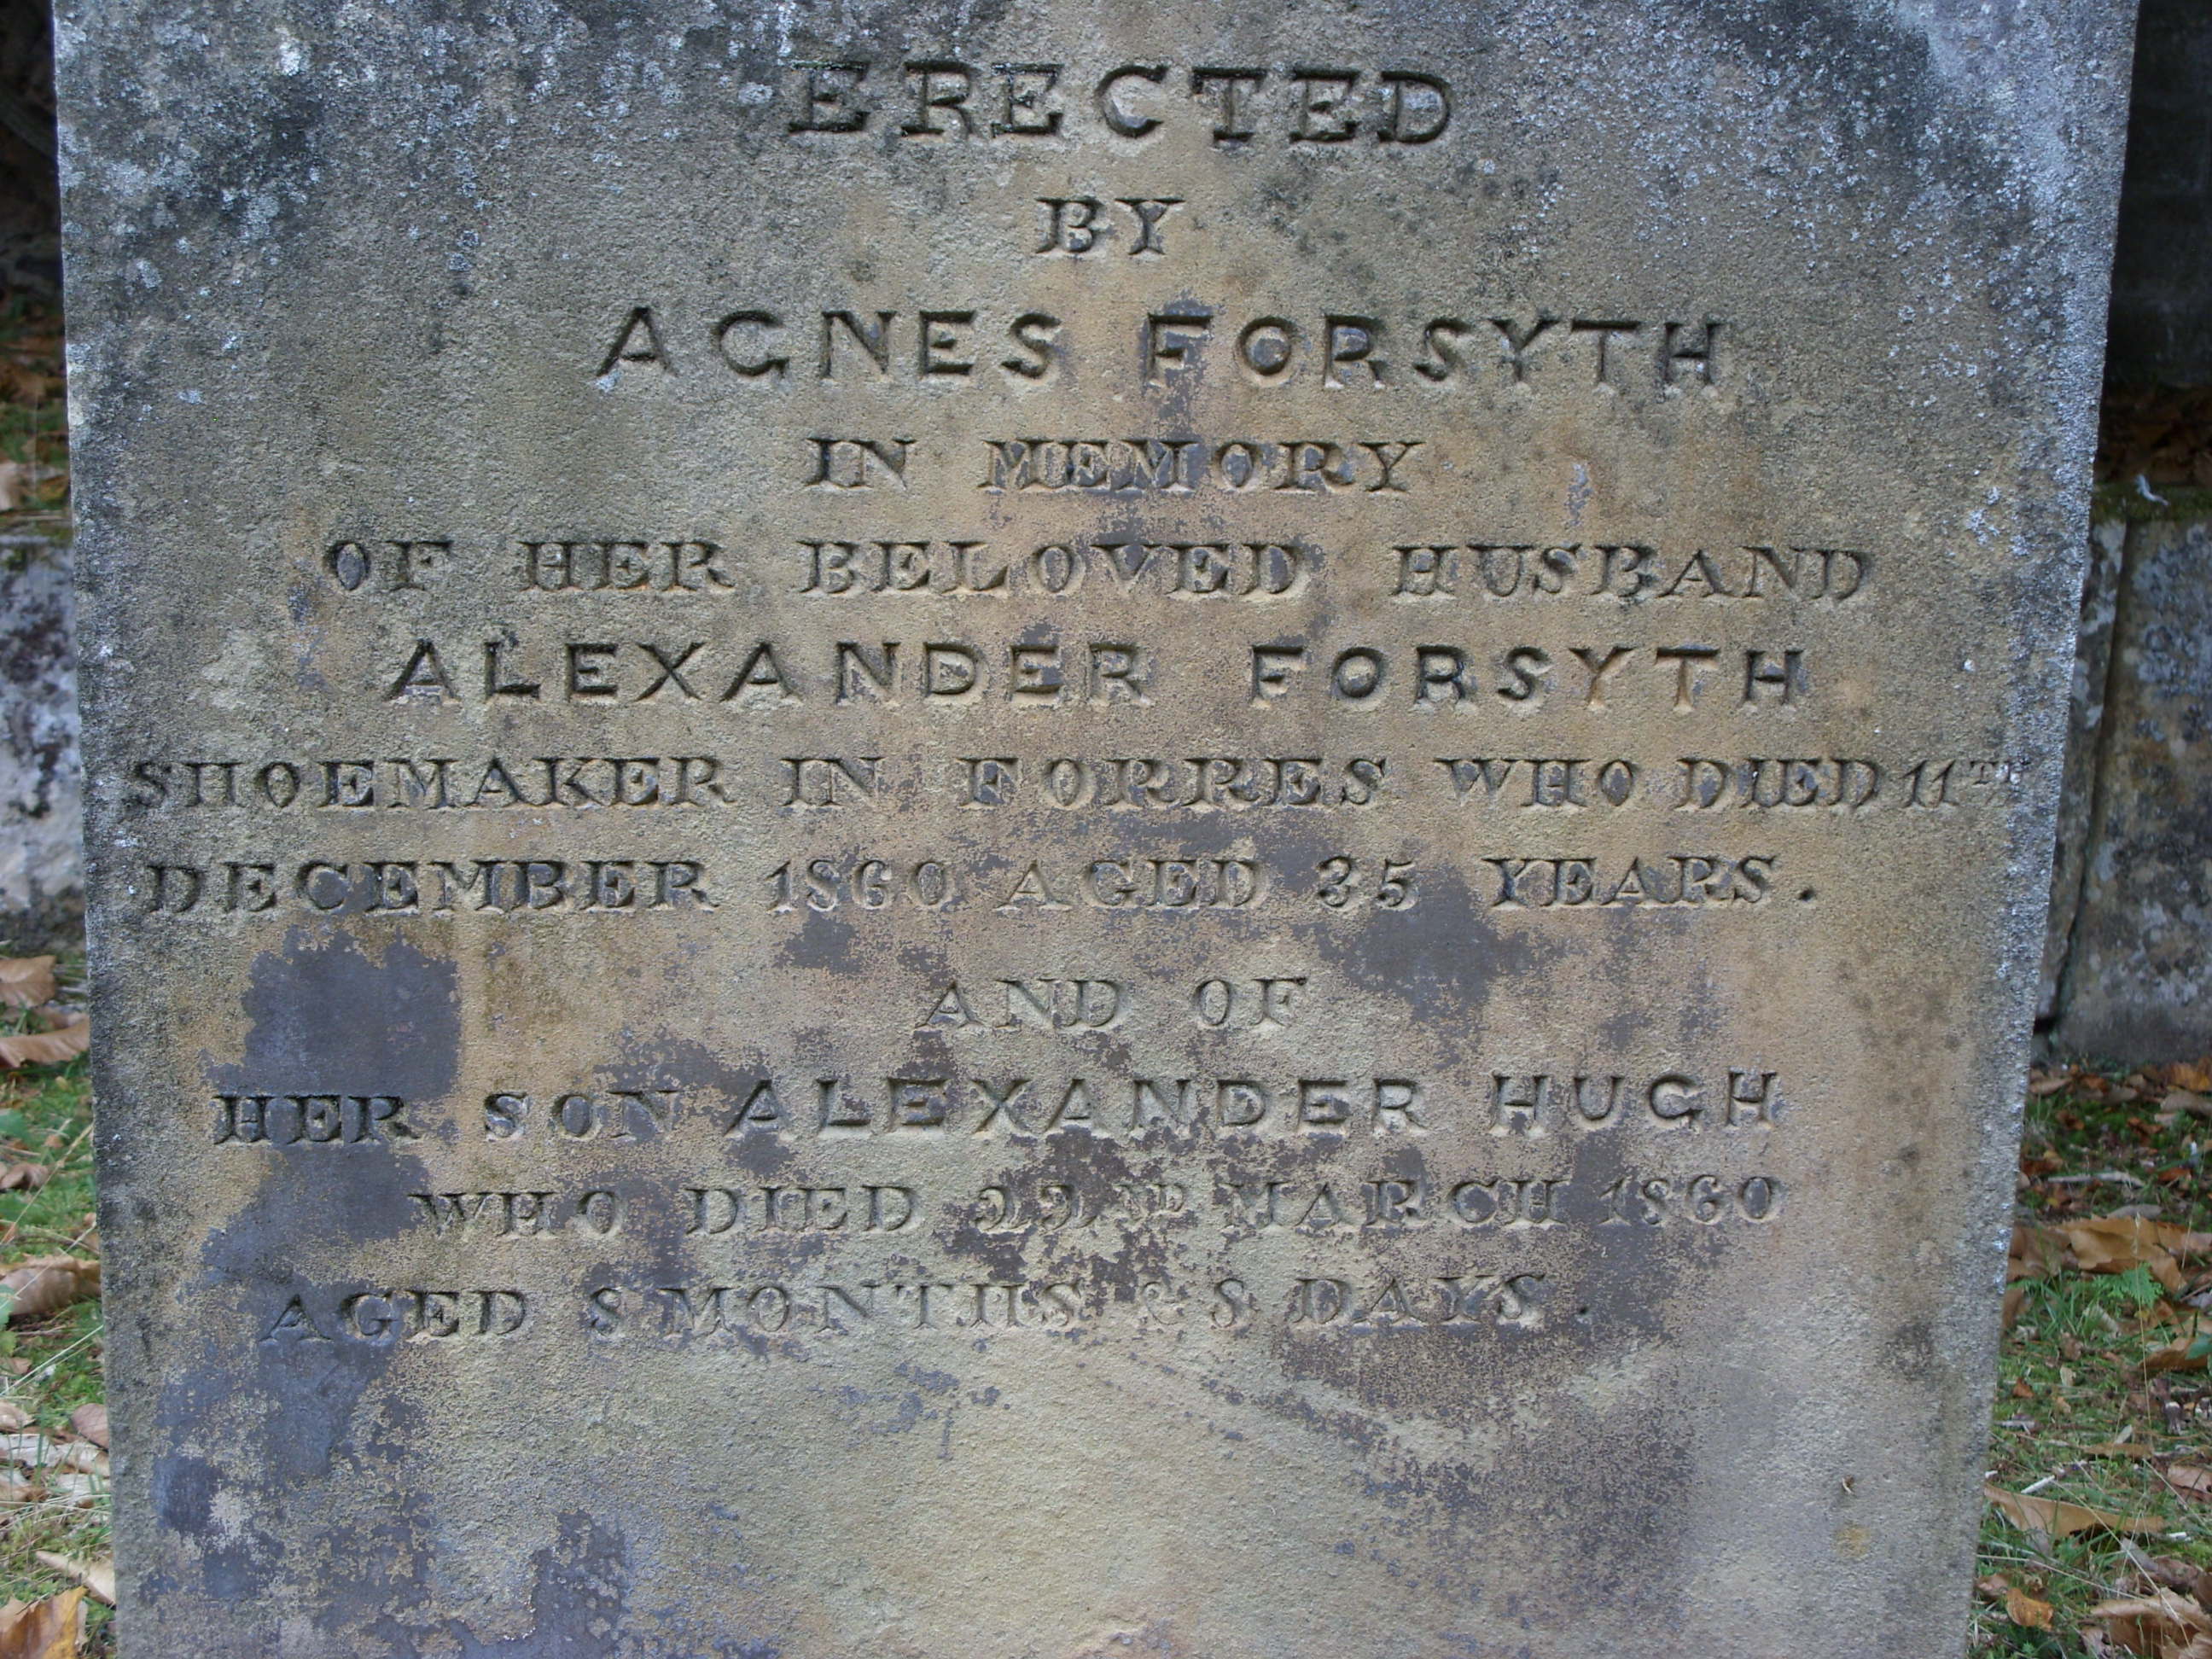 ERECTED
BY
AGNES FORSYTH
IN MEMORY
OF HER BELOVED HUSBAND
ALEXANDER FORSYTH
SHOEMAKER IN FORRES WHO DIED 11TH
DECEMBER 1860 AGED 35 YEARS.
AND OF
HER SON ALEXANDER HUGH
WHO DIED 22ND MARCH 1860
AGED 8 MONTHS & 8 DAYS.